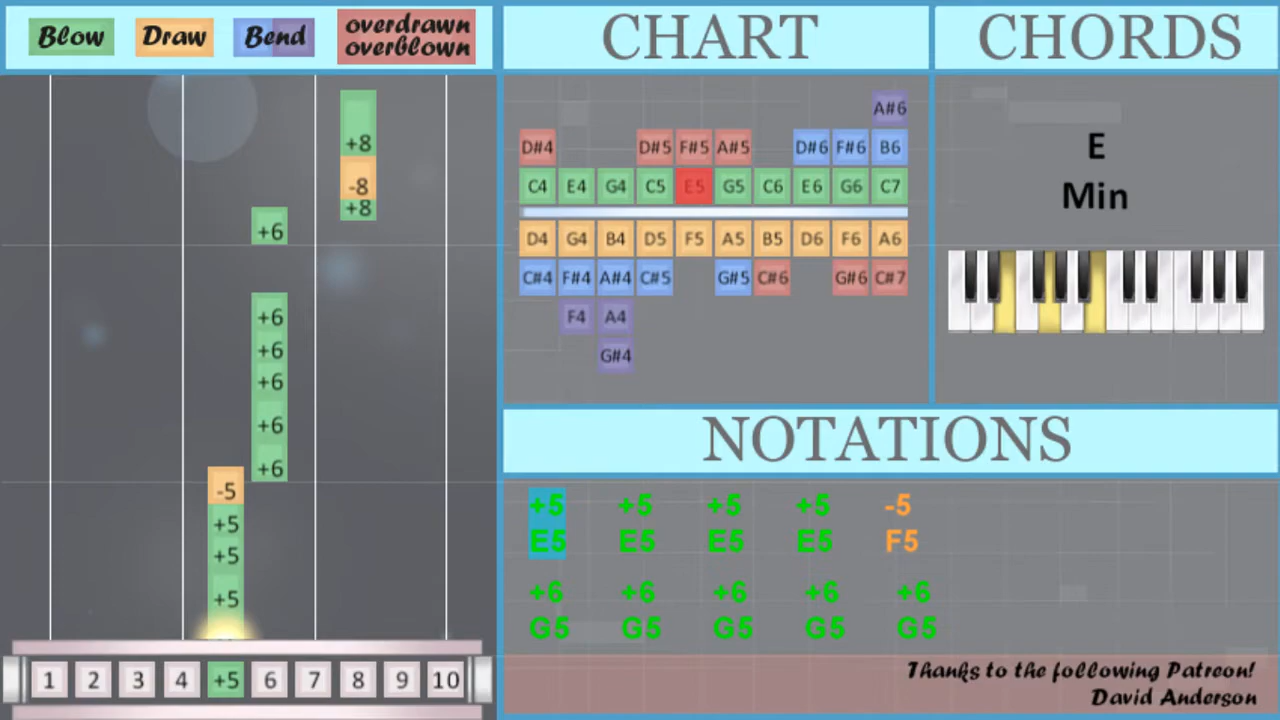 Blow Draw Bend overdrawn
overblown
CHART
CHORDS
+8
-8
+8
+6
+6
+6
+6
+6
+6
-5
+5
+5
+5
1 2 3 4 +5 6 7 8 9 10
A#6
D#4 D#5 F#5 A#5 D#6 F#6 B6
C4 E4 G4 C5 E5 G5 C6 E6 G6 C7
D4 G4 B4 D5 F5 A5 B5 D6 F6 A6
C#4 F#4 A#4 C#5 G#5 C#6 G#6 C#7
F4 A4
G#4
E
Min
NOTATIONS
+5 +5 +5 +5 -5
E5 E5 E5 E5 F5
+6 +6 +6 +6 +6
G5 G5 G5 G5 G5
Thanks to the following Patreon!
David Anderson